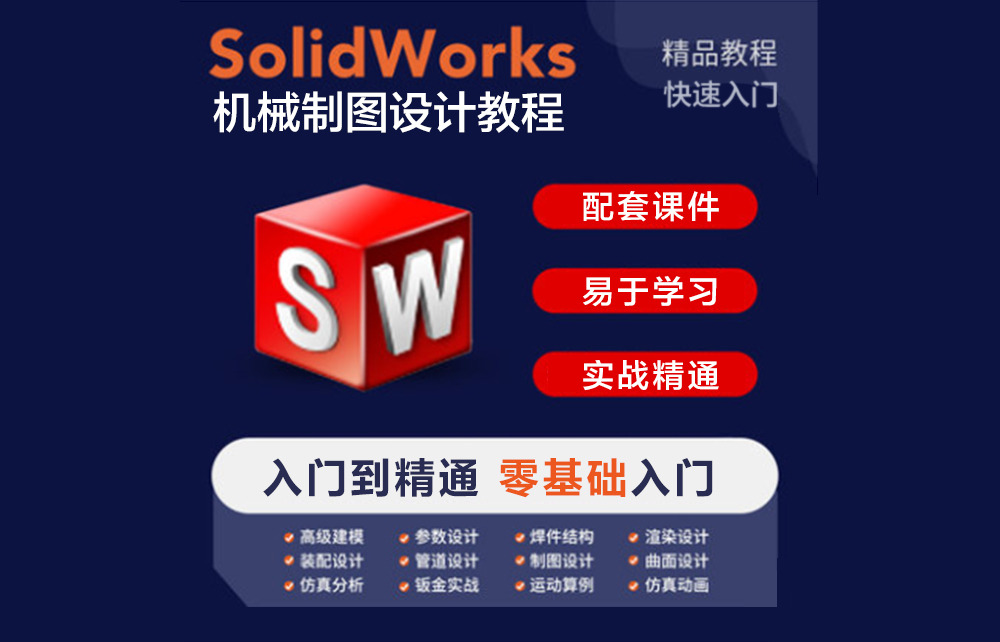 SolidWorks
机械制图设计教程
精品教程
快速入门
SW
配套课件
易于学习
实战精通
入门到精通 零基础入门
高级建模 参数设计 焊件结构 渲染设计
装配设计 管道设计 制图设计 曲面设计
仿真分析 钣金实战 运动算例 仿真动画